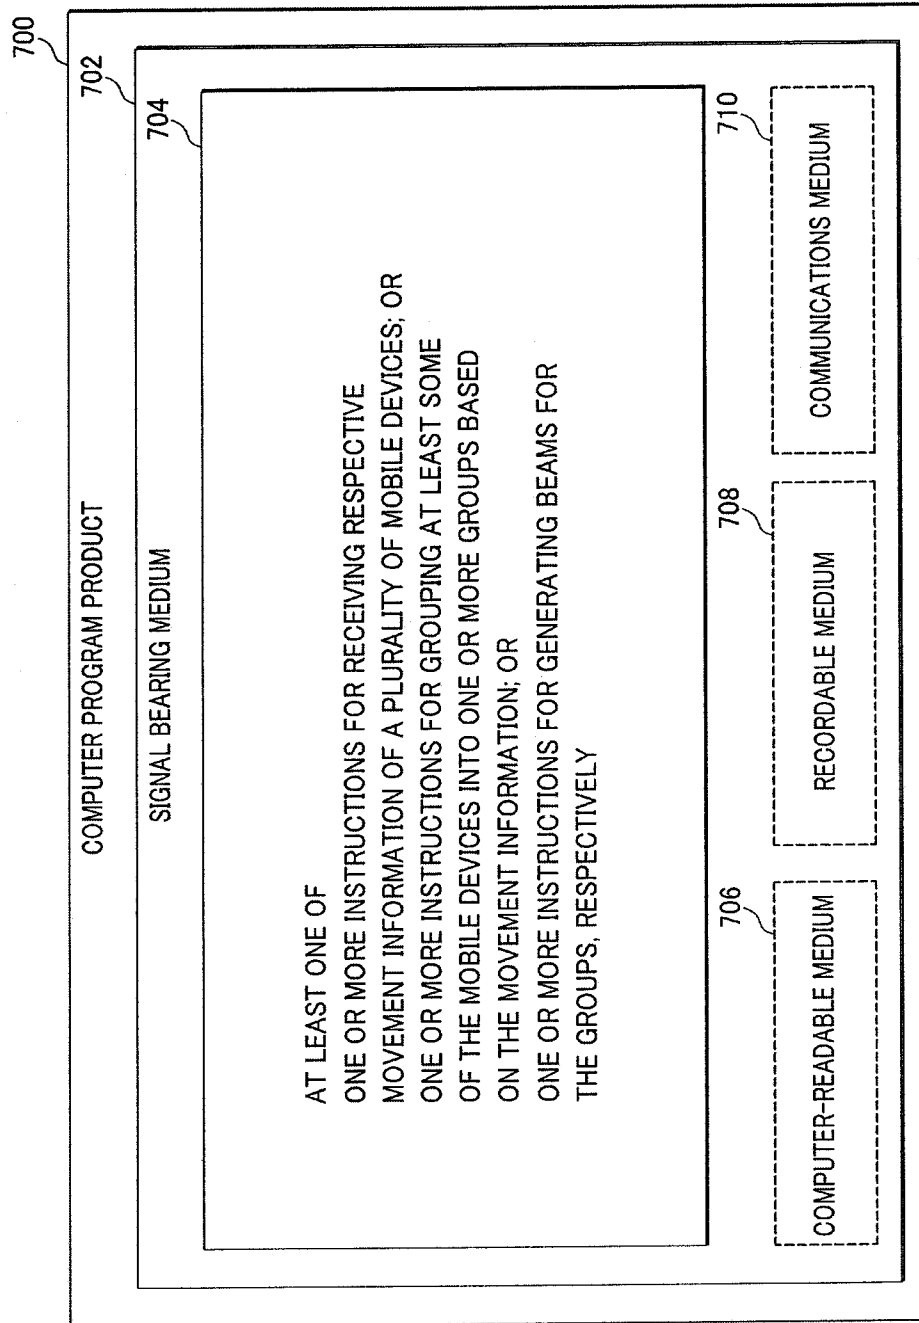 700
COMPUTER PROGRAM PRODUCT
702
SIGNAL BEARING MEDIUM
704
AT LEAST ONE OF
ONE OR MORE INSTRUCTIONS FOR RECEIVING RESPECTIVE
MOVEMENT INFORMATION OF A PLURALITY OF MOBILE DEVICES; OR
ONE OR MORE INSTRUCTIONS FOR GROUPING AT LEAST SOME
OF THE MOBILE DEVICES INTO ONE OR MORE GROUPS BASED
ON THE MOVEMENT INFORMATION; OR
ONE OR MORE INSTRUCTIONS FOR GENERATING BEAMS FOR
THE GROUPS, RESPECTIVELY
706
COMPUTER-READABLE MEDIUM
708
RECORDABLE MEDIUM
710
COMMUNICATIONS MEDIUM